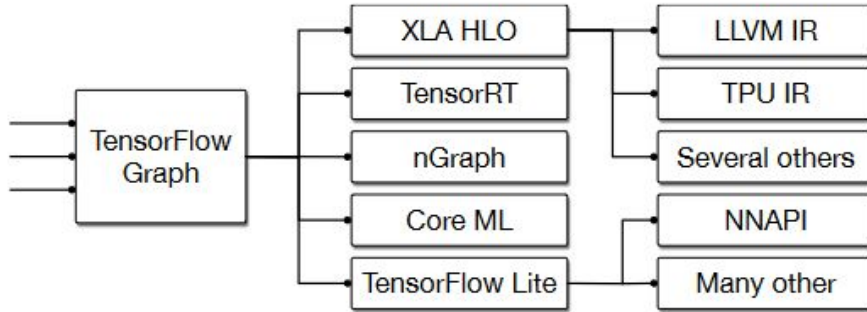 TensorFlow
Graph
XLA HLO
TensorRT
nGraph
Core ML
TensorFlow Lite
LLVM IR
TPU IR
Several others
NNAPI
Many other